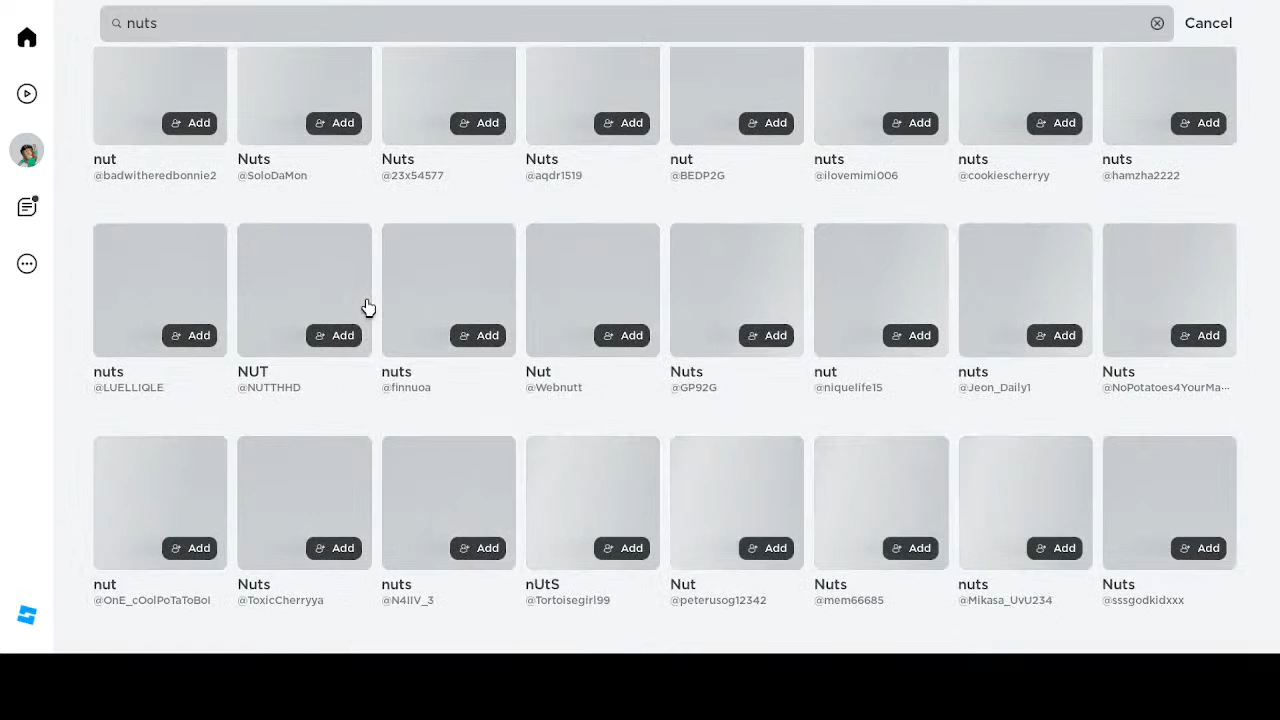 nuts
Cancel
Add Add Add Add Add Add Add Add
nut Nuts Nuts Nuts nut nuts nuts nuts
@badwitheredbonnie2 @SoloDaMon @23x54577 @aqdr1519 @BEDP2G @ilovemimi006 @cookiescherryy @hamzha2222
Add Add Add Add Add Add Add Add
nuts NUT nuts Nut Nuts nut nuts Nuts
@LUELLIQLE @NUTTHHD @finnuoa @Webnutt @GP92G @niquelife15 @Jeon_Daily1 @NoPotatoes4YourMa...
Add Add Add Add Add Add Add Add
nut Nuts nuts nUtS Nut Nuts nuts Nuts
@OnE_cOolPoTaToBoI @ToxicCherryya @N4IIV_3 @Tortoisegirl99 @peterusog12342 @mem66685 @Mikasa_UvU234 @sssgodkidxxx